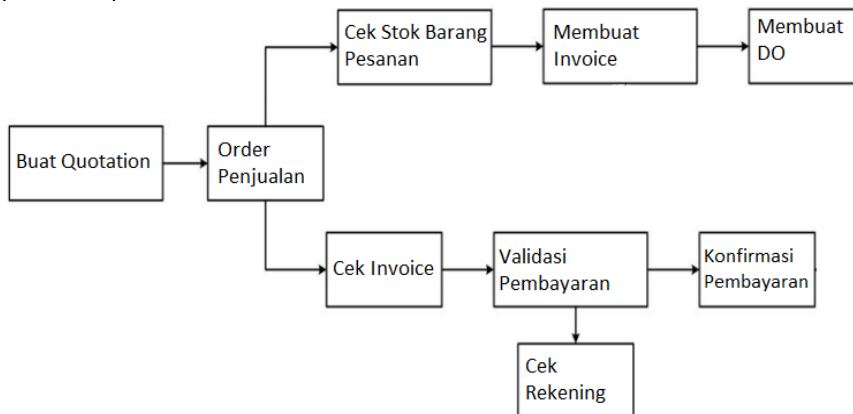 Cek Stok Barang
Pesanan
Membuat
Invoice
Membuat
DO
Buat Quotation
Order
Penjualan
Cek Invoice
Validasi
Pembayaran
Konfirmasi
Pembayaran
Cek
Rekening